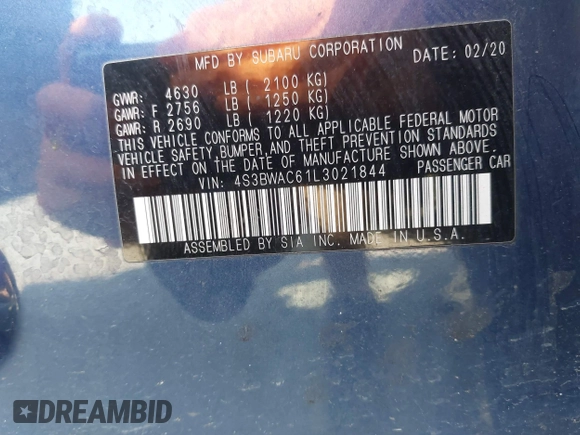 MFD BY SUBARU CORPORATION DATE: 02/20
GVWR: 4630 LB ( 2100 KG)
GAWR: F 2756 LB ( 1250 KG)
GAWR: R 2690 LB ( 1220 KG)
THIS VEHICLE CONFORMS TO ALL APPLICABLE FEDERAL MOTOR
VEHICLE SAFETY, BUMPER, AND THEFT PREVENTION STANDARDS
IN EFFECT ON THE DATE OF MANUFACTURE SHOWN ABOVE.
VIN: 4S3BWAC61L3021844 PASSENGER CAR
ASSEMBLED BY SIA INC. MADE IN U.S.A.
DREAMBID